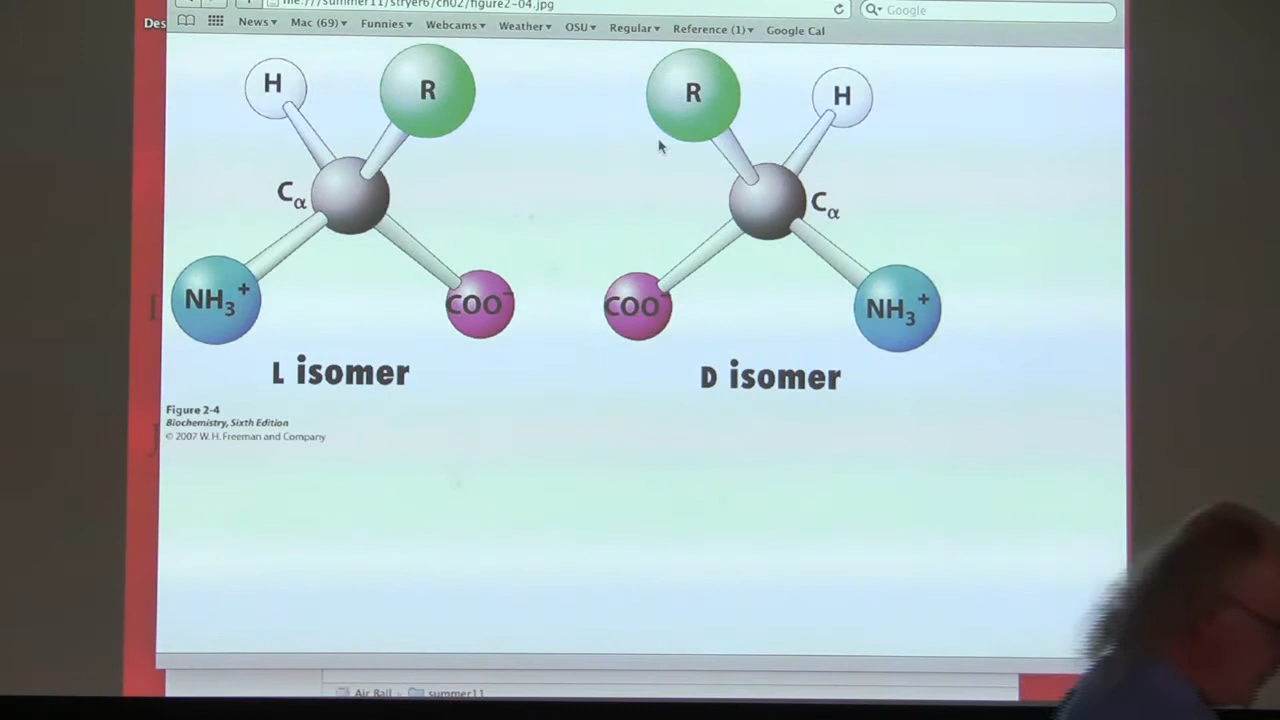 Des
file:///summer11/stryer6/ch02/figure2-04.jpg
Google
News Mac (69) Funnies Webcams Weather OSU Regular Reference (1) Google Cal
H R R H
Cα Cα
NH3+ COO− COO− NH3+
L isomer D isomer
Figure 2-4
Biochemistry, Sixth Edition
© 2007 W. H. Freeman and Company
Air Ball summer11